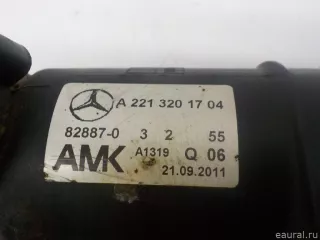 A 221 320 17 04
82887-0 3 2 55
AMK A1319 Q 06
21.09.2011
© eaural.ru